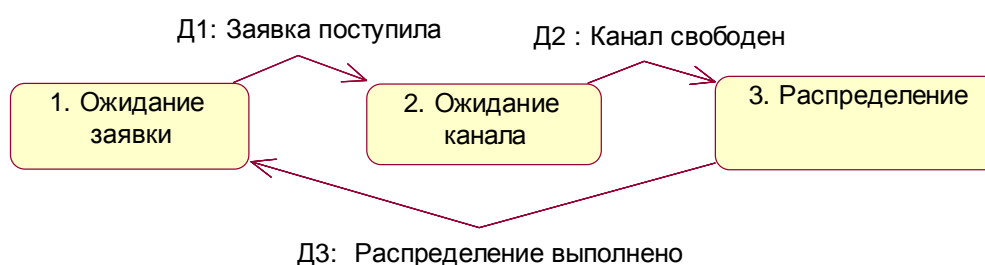 Д1: Заявка поступила
Д2 : Канал свободен
1. Ожидание
заявки
2. Ожидание
канала
3. Распределение
Д3: Распределение выполнено